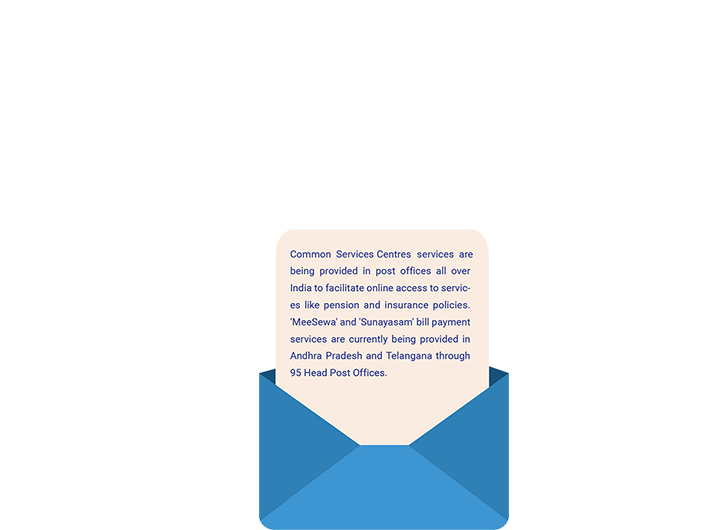 Common Services Centres services are
being provided in post offices all over
India to facilitate online access to servic-
es like pension and insurance policies.
'MeeSewa' and 'Sunayasam' bill payment
services are currently being provided in
Andhra Pradesh and Telangana through
95 Head Post Offices.